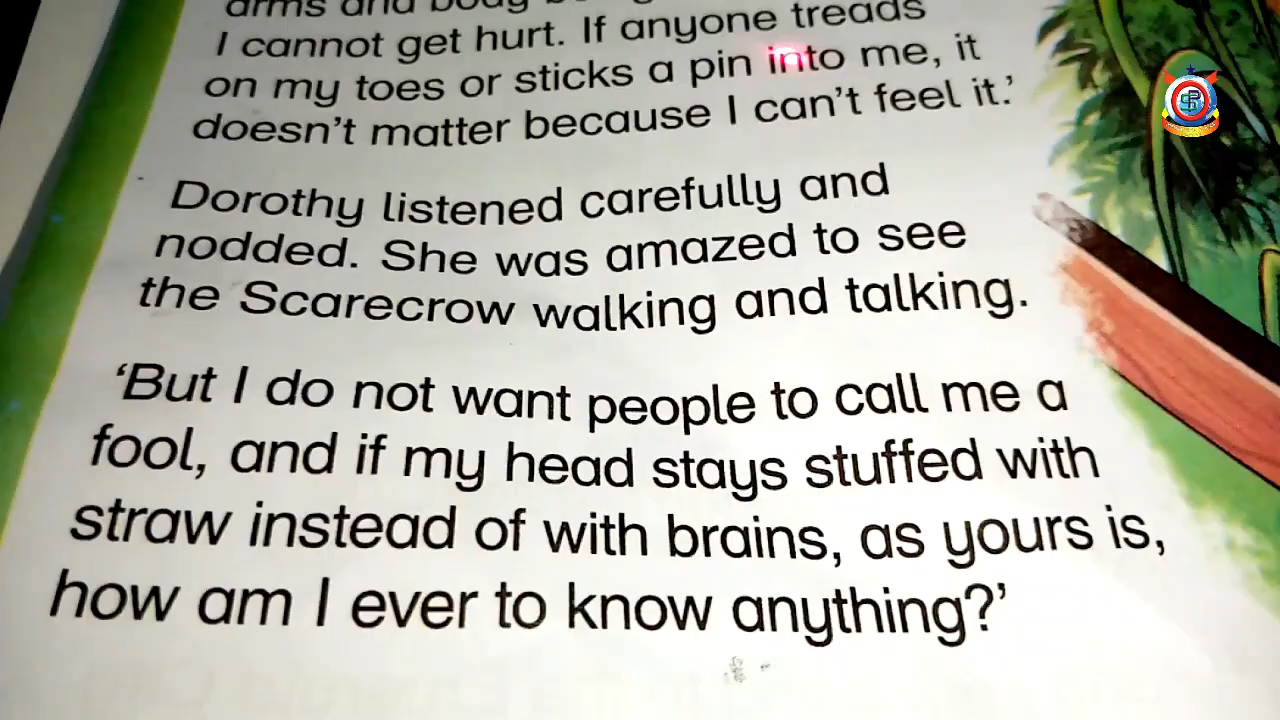 arms and body
I cannot get hurt. If anyone treads
on my toes or sticks a pin into me, it
doesn't matter because I can't feel it.’
Dorothy listened carefully and
nodded. She was amazed to see
the Scarecrow walking and talking.
‘But I do not want people to call me a
fool, and if my head stays stuffed with
straw instead of with brains, as yours is,
how am I ever to know anything?’